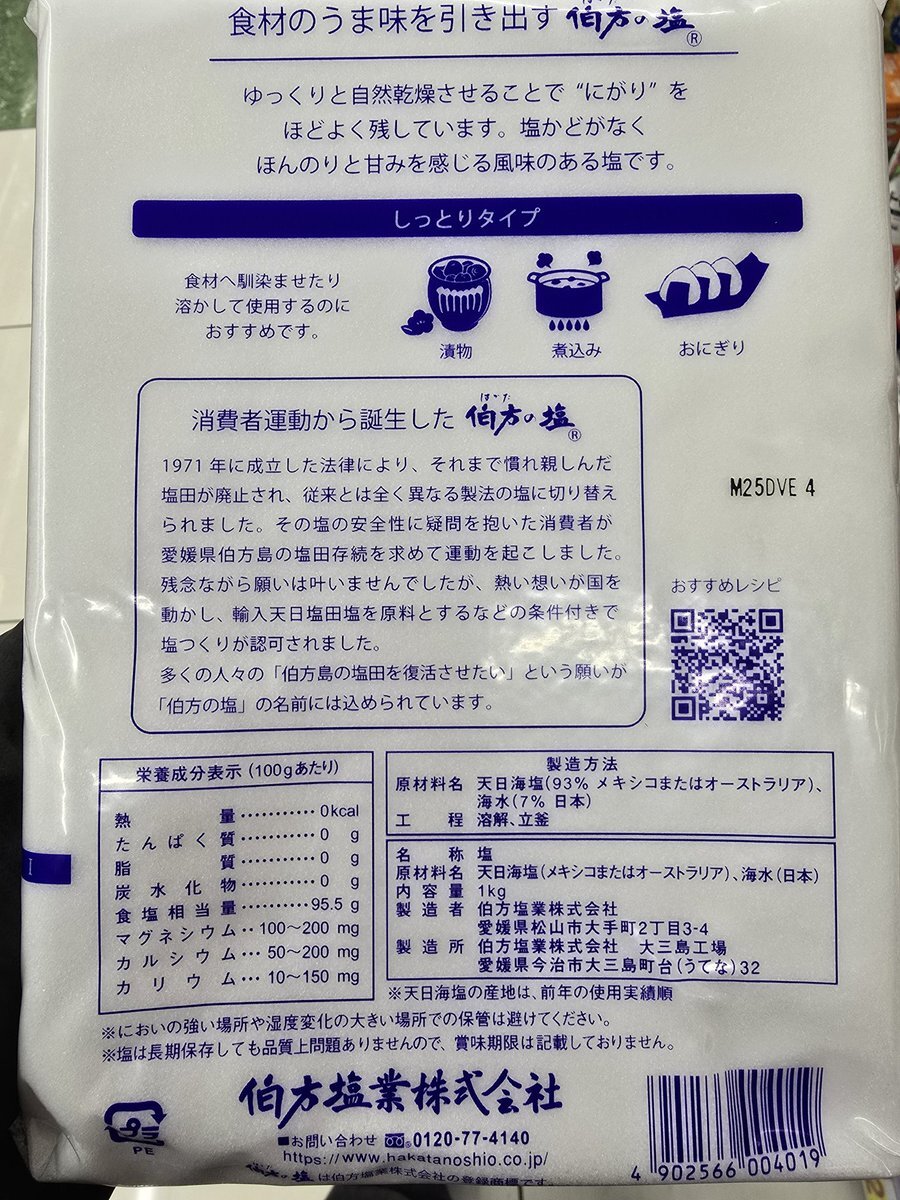 食材のうま味を引き出す 伯方の塩®
ゆっくりと自然乾燥させることで“にがり”を
ほどよく残しています。塩かどがなく
ほんのりと甘みを感じる風味のある塩です。
しっとりタイプ
食材へ馴染ませたり
溶かして使用するのに
おすすめです。
漬物
煮込み
おにぎり
はかた
消費者運動から誕生した 伯方の塩®
1971年に成立した法律により、それまで慣れ親しんだ
塩田が廃止され、従来とは全く異なる製法の塩に切り替え
られました。その塩の安全性に疑問を抱いた消費者が
愛媛県伯方島の塩田存続を求めて運動を起こしました。
残念ながら願いは叶いませんでしたが、熱い想いが国を
動かし、輸入天日塩田塩を原料とするなどの条件付きで
塩つくりが認可されました。
多くの人々の「伯方島の塩田を復活させたい」という願いが
「伯方の塩」の名前には込められています。
M25DVE 4
おすすめレシピ
栄養成分表示(100gあたり)
熱量…………0kcal
たんぱく質…………0 g
脂質…………0 g
炭水化物…………0 g
食塩相当量…………95.5 g
マグネシウム‥100〜200 mg
カルシウム… 50〜200 mg
カリウム… 10〜150 mg
製造方法
原材料名 天日海塩(93% メキシコまたはオーストラリア)、
海水(7% 日本)
工程 溶解、立釜
名称 塩
原材料名 天日海塩(メキシコまたはオーストラリア)、海水(日本)
内容量 1kg
製造者 伯方塩業株式会社
愛媛県松山市大手町2丁目3-4
製造所 伯方塩業株式会社 大三島工場
愛媛県今治市大三島町台(うてな)32
※天日海塩の産地は、前年の使用実績順
※においの強い場所や湿度変化の大きい場所での保管は避けてください。
※塩は長期保存しても品質上問題ありませんので、賞味期限は記載しておりません。
伯方塩業株式会社
プラ
PE
■お問い合わせ 0120-77-4140
https://www.hakatanoshio.co.jp/
伯方の塩 は伯方塩業株式会社の登録商標です。
4 902566 004019